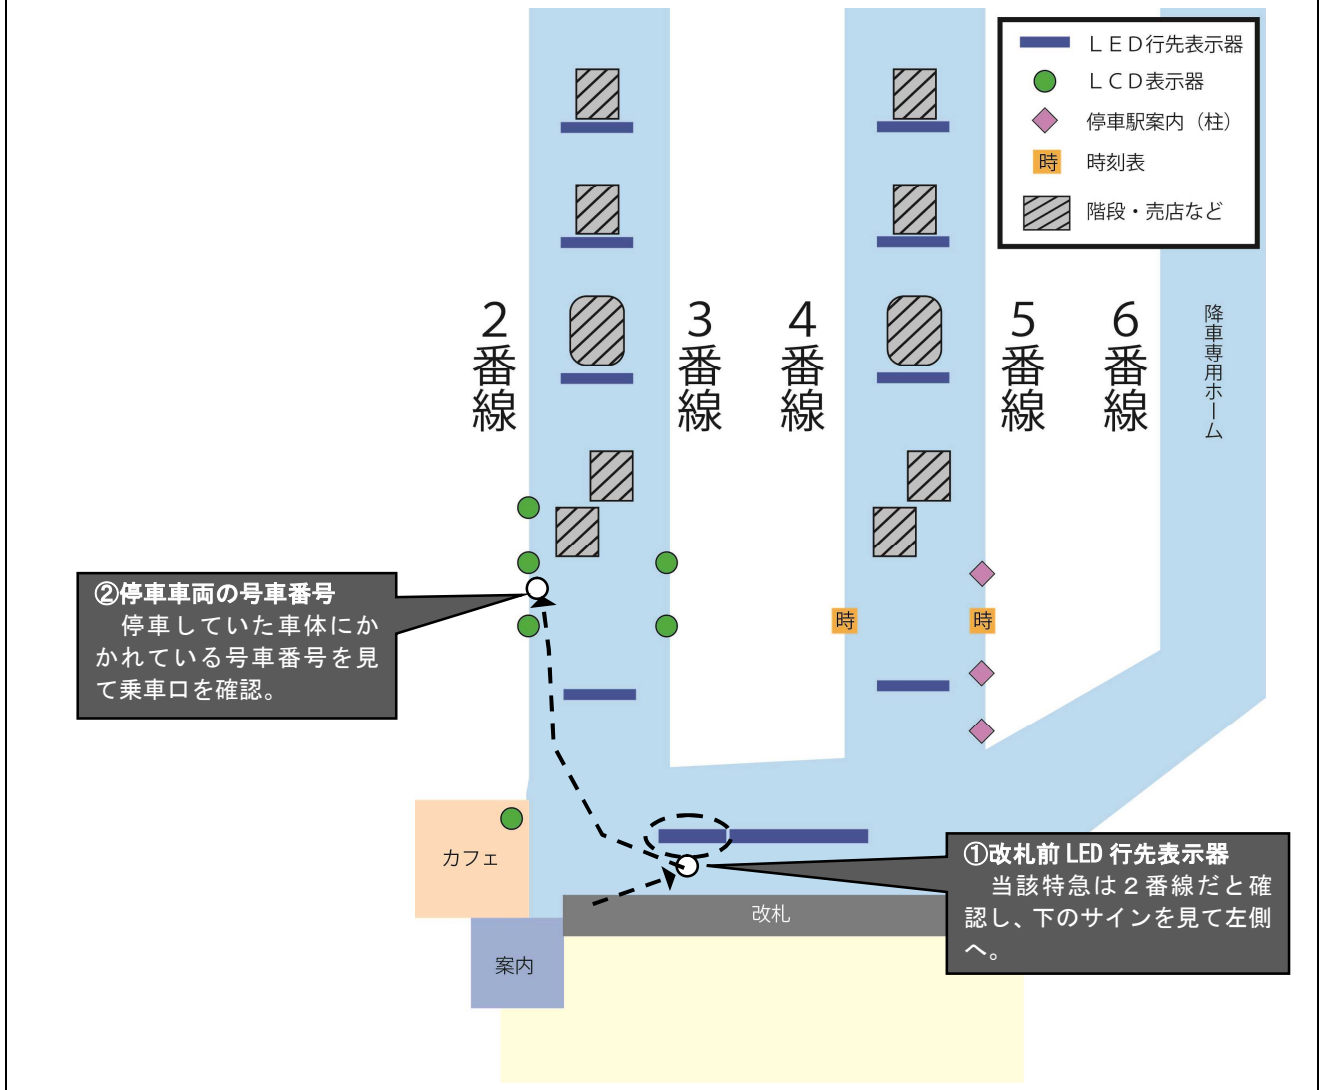 ＬＥＤ行先表示器
ＬＣＤ表示器
停車駅案内（柱）
時 時刻表
階段・売店など
2番線
3番線
4番線
5番線
6番線
降車専用ホーム
②停車車両の号車番号
　停車していた車体にか
かれている号車番号を見
て乗車口を確認。
時
時
カフェ
①改札前 LED 行先表示器
　当該特急は２番線だと確
認し、下のサインを見て左側
へ。
改札
案内